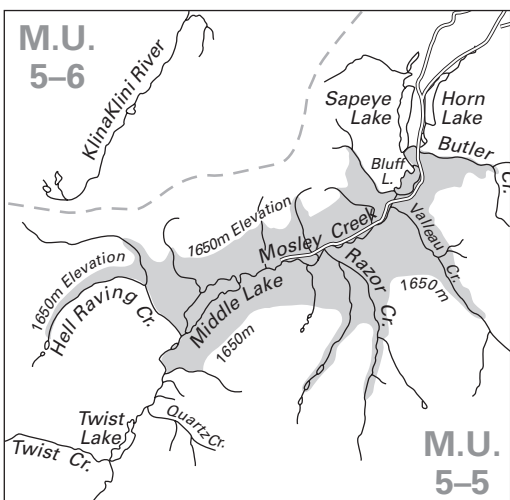 M.U.
5–6
KlinaKlini River
Sapeye
Lake
Horn
Lake
Butler
Cr.
Bluff
L.
1650m Elevation
Mosley Creek
Valleau Cr.
1650m Elevation
Hell Raving Cr.
Middle Lake
Razor Cr.
1650m
1650m
Twist
Lake
Quartz Cr.
Twist Cr.
M.U.
5–5